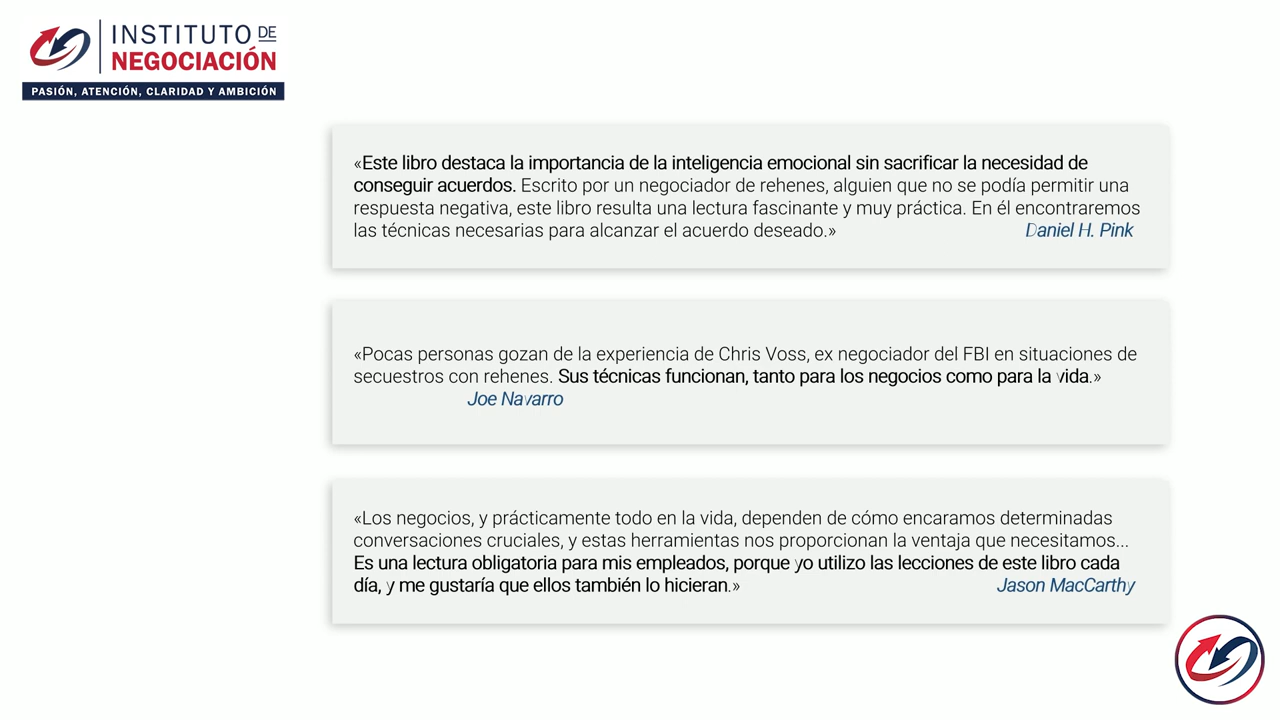 INSTITUTO DE
NEGOCIACIÓN
PASIÓN, ATENCIÓN, CLARIDAD Y AMBICIÓN
«Este libro destaca la importancia de la inteligencia emocional sin sacrificar la necesidad de
conseguir acuerdos. Escrito por un negociador de rehenes, alguien que no se podía permitir una
respuesta negativa, este libro resulta una lectura fascinante y muy práctica. En él encontraremos
las técnicas necesarias para alcanzar el acuerdo deseado.» Daniel H. Pink
«Pocas personas gozan de la experiencia de Chris Voss, ex negociador del FBI en situaciones de
secuestros con rehenes. Sus técnicas funcionan, tanto para los negocios como para la vida.»
Joe Navarro
«Los negocios, y prácticamente todo en la vida, dependen de cómo encaramos determinadas
conversaciones cruciales, y estas herramientas nos proporcionan la ventaja que necesitamos...
Es una lectura obligatoria para mis empleados, porque yo utilizo las lecciones de este libro cada
día, y me gustaría que ellos también lo hicieran.» Jason MacCarthy